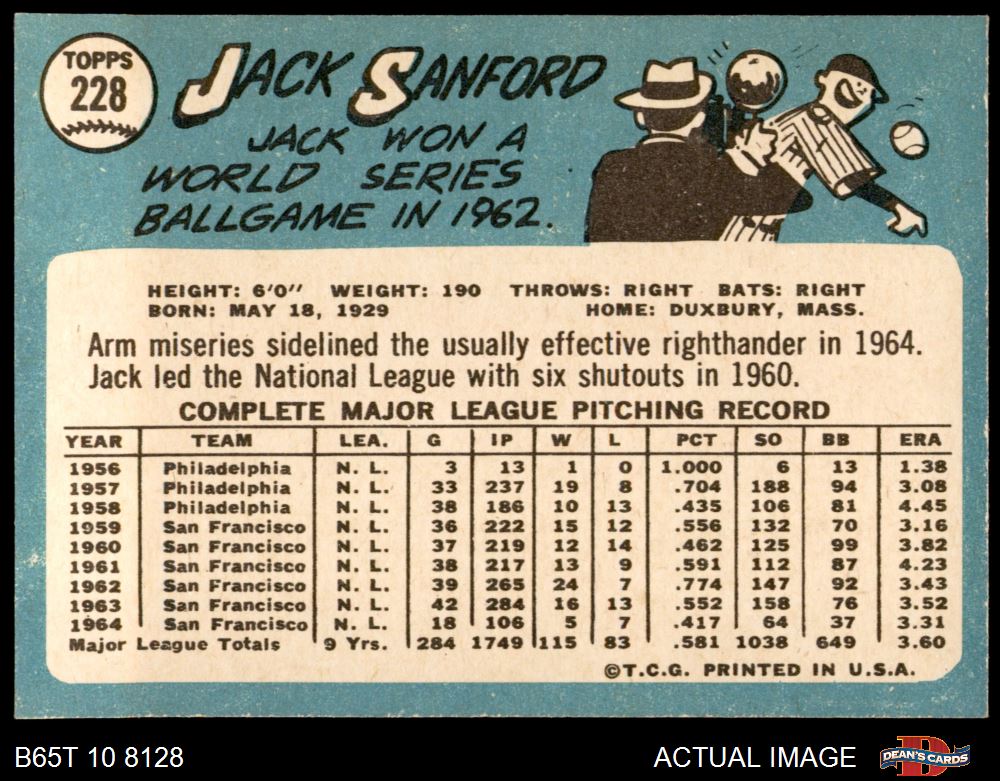 TOPPS
228
JACK SANFORD
JACK WON A
WORLD SERIES
BALLGAME IN 1962.
HEIGHT: 6'0" WEIGHT: 190 THROWS: RIGHT BATS: RIGHT
BORN: MAY 18, 1929 HOME: DUXBURY, MASS.
Arm miseries sidelined the usually effective righthander in 1964.
Jack led the National League with six shutouts in 1960.
COMPLETE MAJOR LEAGUE PITCHING RECORD
YEAR TEAM LEA. G IP W L PCT SO BB ERA
1956 Philadelphia N. L. 3 13 1 0 1.000 6 13 1.38
1957 Philadelphia N. L. 33 237 19 8 .704 188 94 3.08
1958 Philadelphia N. L. 38 186 10 13 .435 106 81 4.45
1959 San Francisco N. L. 36 222 15 12 .556 132 70 3.16
1960 San Francisco N. L. 37 219 12 14 .462 125 99 3.82
1961 San Francisco N. L. 38 217 13 9 .591 112 87 4.23
1962 San Francisco N. L. 39 265 24 7 .774 147 92 3.43
1963 San Francisco N. L. 42 284 16 13 .552 158 76 3.52
1964 San Francisco N. L. 18 106 5 7 .417 64 37 3.31
Major League Totals 9 Yrs. 284 1749 115 83 .581 1038 649 3.60
©T.C.G. PRINTED IN U.S.A.
B65T 10 8128 ACTUAL IMAGE DEAN'S CARDS